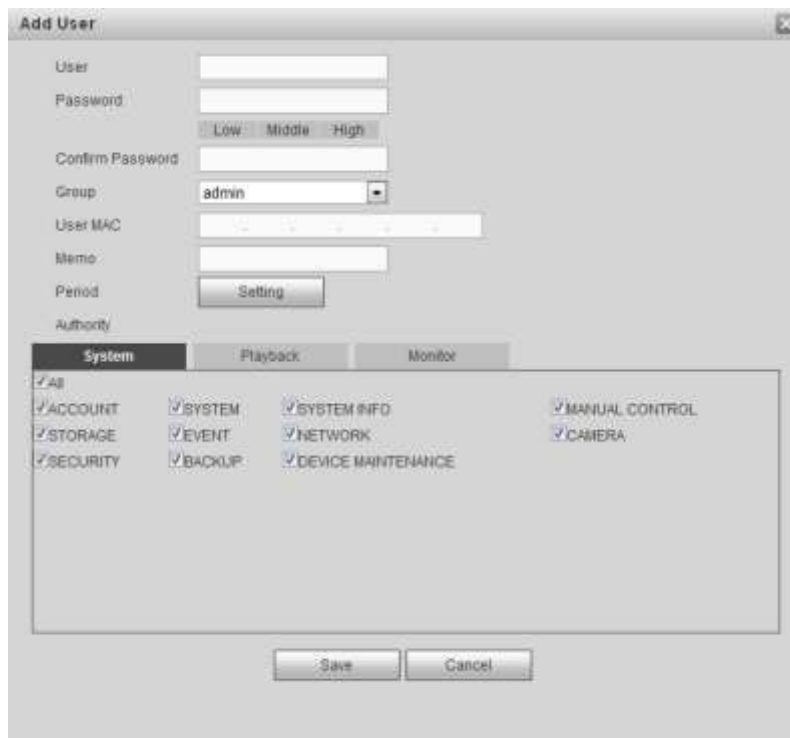 Add User
User
Password
Low Middle High
Confirm Password
Group admin
User MAC
Memo
Period Setting
Authority
System Playback Monitor
All
ACCOUNT SYSTEM SYSTEM INFO MANUAL CONTROL
STORAGE EVENT NETWORK CAMERA
SECURITY BACKUP DEVICE MAINTENANCE
Save Cancel